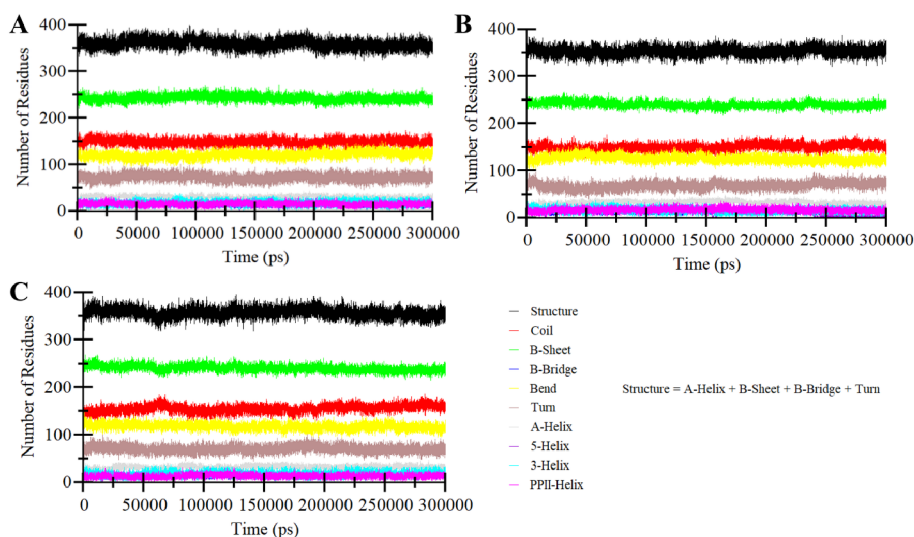 A
400
300
200
100
0
Number of Residues
0 50000 100000 150000 200000 250000 300000
Time (ps)
B
400
300
200
100
0
Number of Residues
0 50000 100000 150000 200000 250000 300000
Time (ps)
C
400
300
200
100
0
Number of Residues
0 50000 100000 150000 200000 250000 300000
Time (ps)
Structure
Coil
B-Sheet
B-Bridge
Bend
Turn
A-Helix
5-Helix
3-Helix
PPII-Helix
Structure = A-Helix + B-Sheet + B-Bridge + Turn